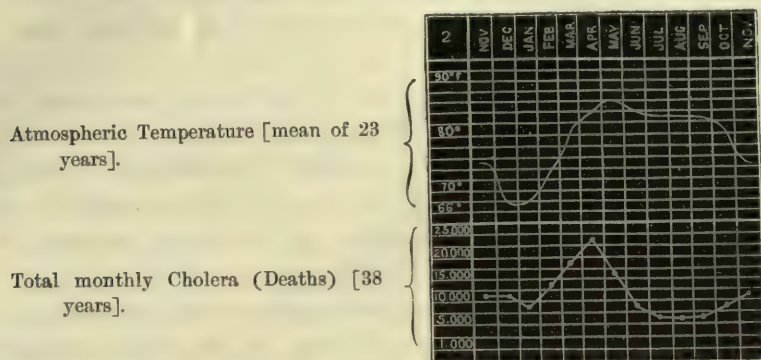 2 NOV DEC JAN FEB MAR APR MAY JUN JUL AUG SEP OCT NO.
90°F
Atmospheric Temperature [mean of 23
years].
80°
70°
66°
25.000
20.000
Total monthly Cholera (Deaths) [38
years].
15.000
10.000
5.000
1 000